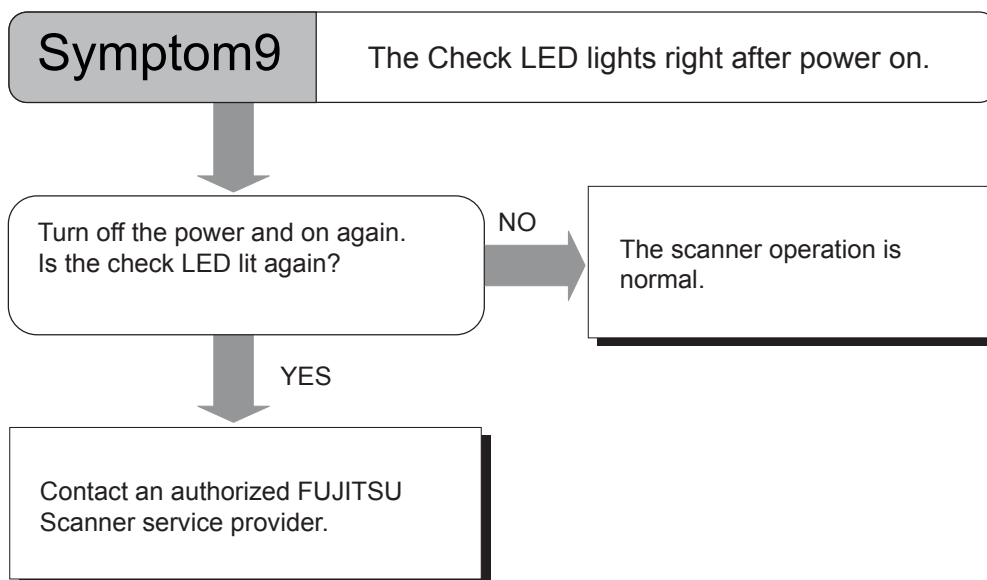 Symptom9
The Check LED lights right after power on.
Turn off the power and on again.
Is the check LED lit again?
NO
The scanner operation is
normal.
YES
Contact an authorized FUJITSU
Scanner service provider.